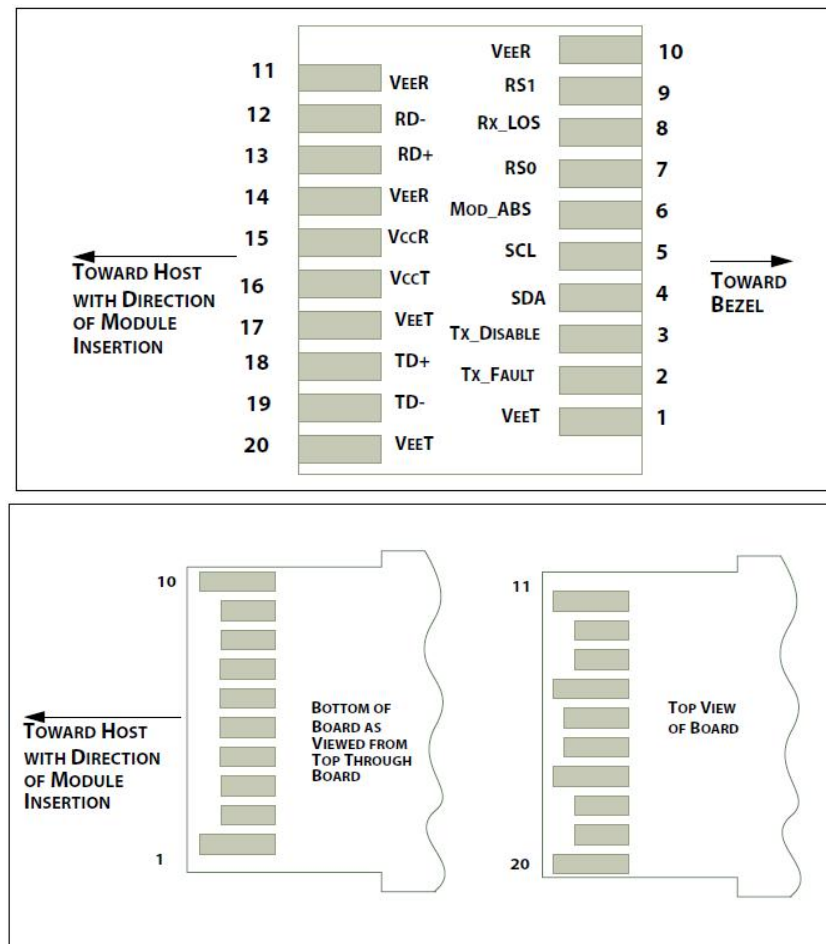 VEER 10
11 VEER
RS1 9
12 RD-
RX_LOS 8
13 RD+
RS0 7
14 VEER
MOD_ABS 6
15 VCCR
SCL 5
TOWARD HOST
WITH DIRECTION
OF MODULE
INSERTION
TOWARD
BEZEL
16 VCCT
SDA 4
17 VEET
TX_DISABLE 3
18 TD+
TX_FAULT 2
19 TD-
VEET 1
20 VEET
10
TOWARD HOST
WITH DIRECTION
OF MODULE
INSERTION
BOTTOM OF
BOARD AS
VIEWED FROM
TOP THROUGH
BOARD
1
11
TOP VIEW
OF BOARD
20